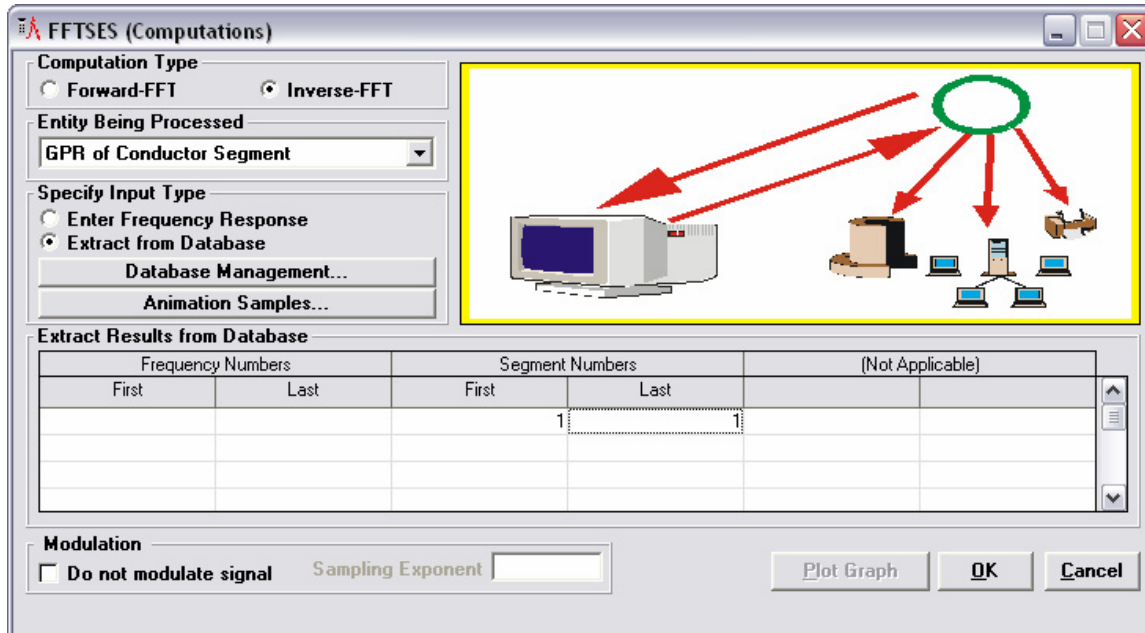 FFTSES (Computations)
Computation Type
Forward-FFT Inverse-FFT
Entity Being Processed
GPR of Conductor Segment
Specify Input Type
Enter Frequency Response
Extract from Database
Database Management...
Animation Samples...
Extract Results from Database
Frequency Numbers Segment Numbers (Not Applicable)
First Last First Last
1 1
Modulation
Do not modulate signal Sampling Exponent
Plot Graph OK Cancel